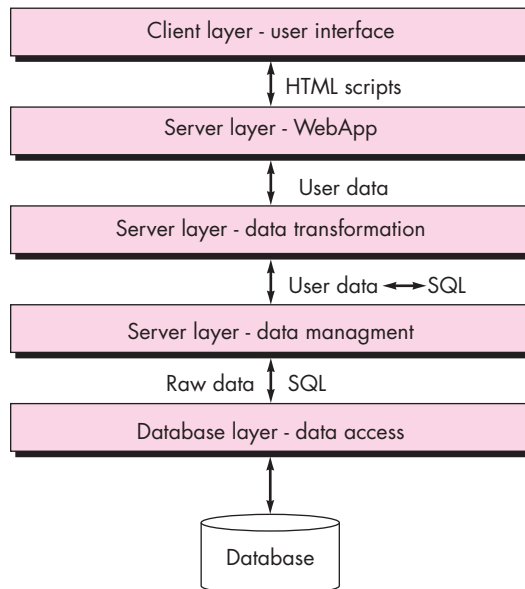 Client layer - user interface
HTML scripts
Server layer - WebApp
User data
Server layer - data transformation
User data SQL
Server layer - data managment
Raw data SQL
Database layer - data access
Database